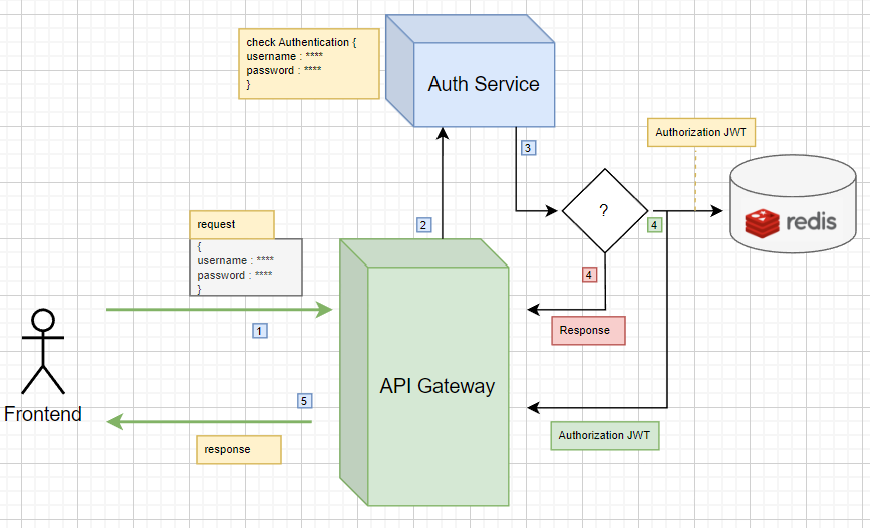 check Authentication {
username : ****
password : ****
}
Auth Service
3
Authorization JWT
redis
?
4
2
request
{
username : ****
password : ****
}
4
1
Response
API Gateway
Frontend
5
response
Authorization JWT